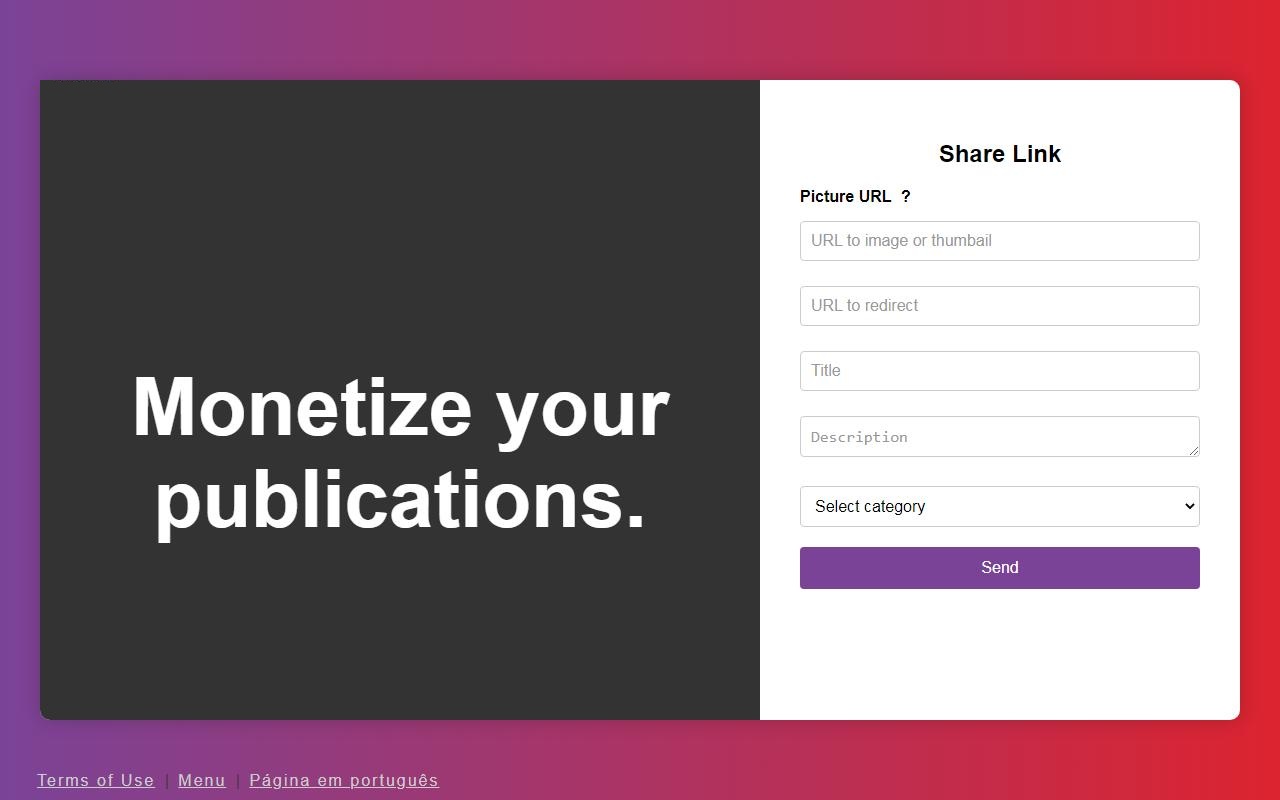 Monetize your
publications.
Share Link
Picture URL ?
URL to image or thumbail
URL to redirect
Title
Description
Select category
Send
Terms of Use | Menu | Página em português